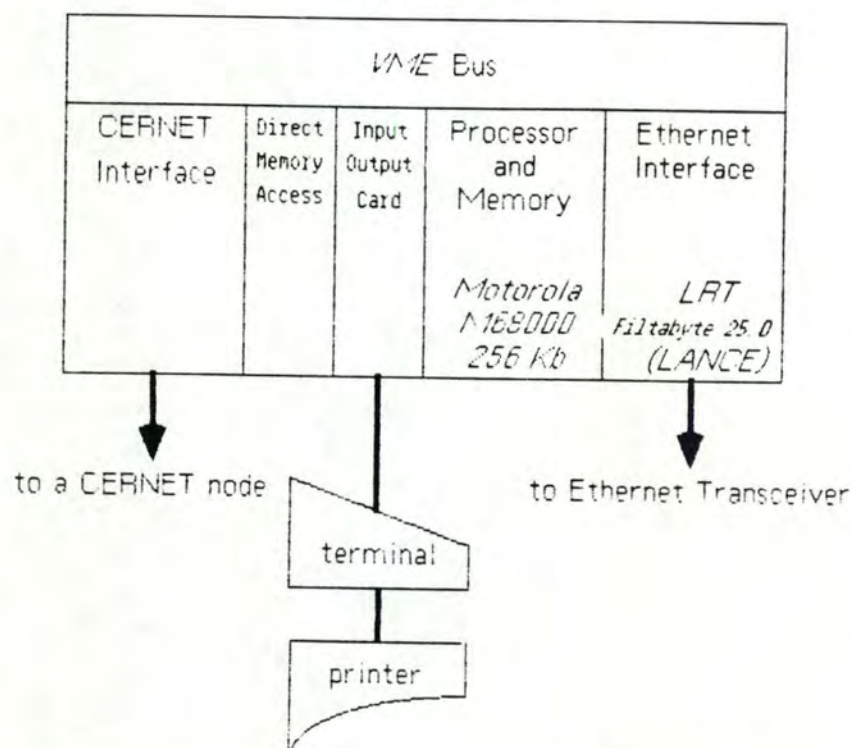 VME Bus
CERNET
Interface
Direct
Memory
Access
Input
Output
Card
Processor
and
Memory
Motorola
M68000
256 Kb
Ethernet
Interface
LRT
Filtabyte 25.0
(LANCE)
to a CERNET node
to Ethernet Transceiver
terminal
printer